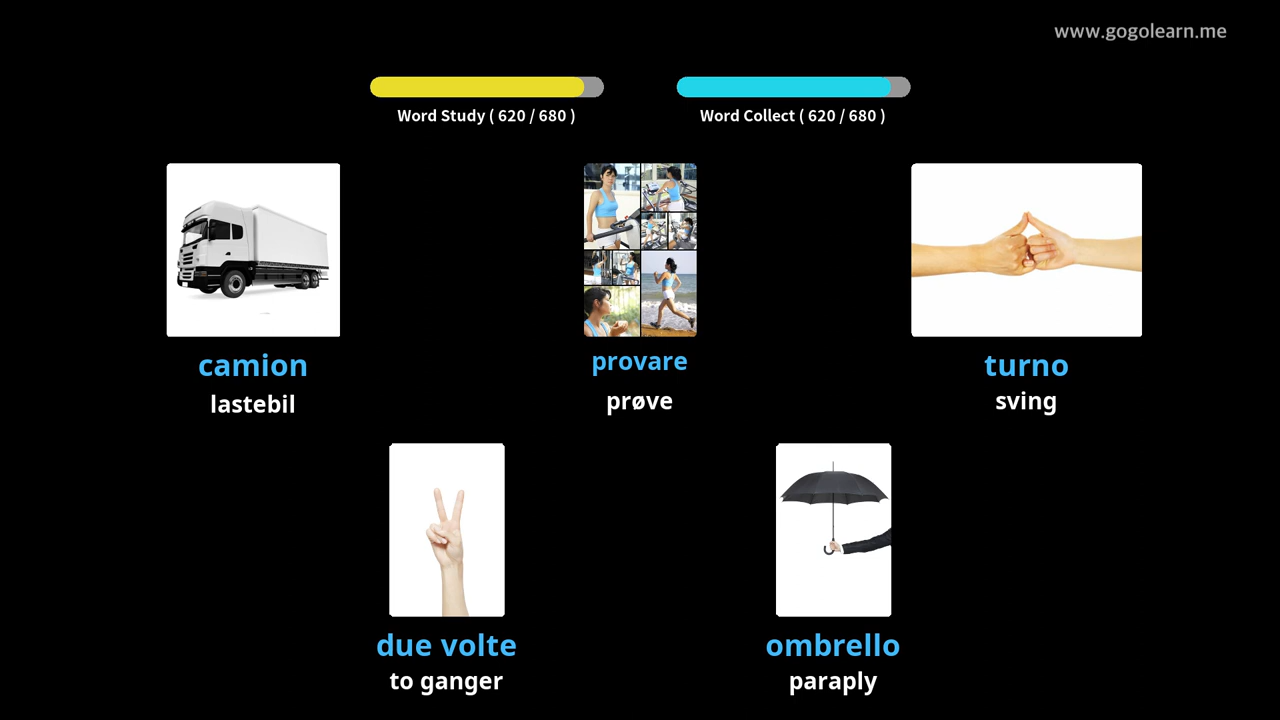 www.gogolearn.me
Word Study ( 620 / 680 )
Word Collect ( 620 / 680 )
camion
lastebil
provare
prøve
turno
sving
due volte
to ganger
ombrello
paraply